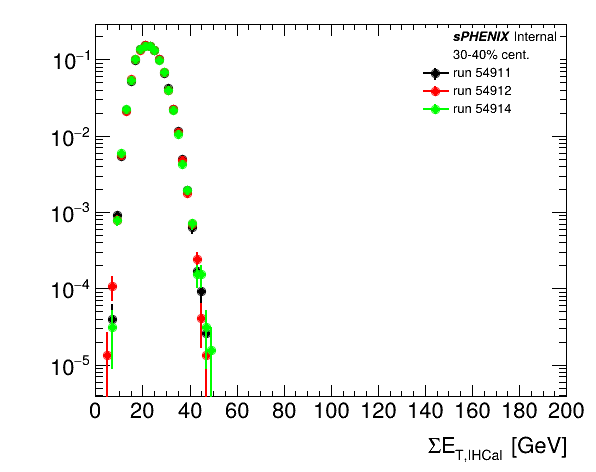 sPHENIX Internal
30-40% cent.
run 54911
run 54912
run 54914
10⁻¹
10⁻²
10⁻³
10⁻⁴
10⁻⁵
0 20 40 60 80 100 120 140 160 180 200
ΣE_T,IHCal [GeV]